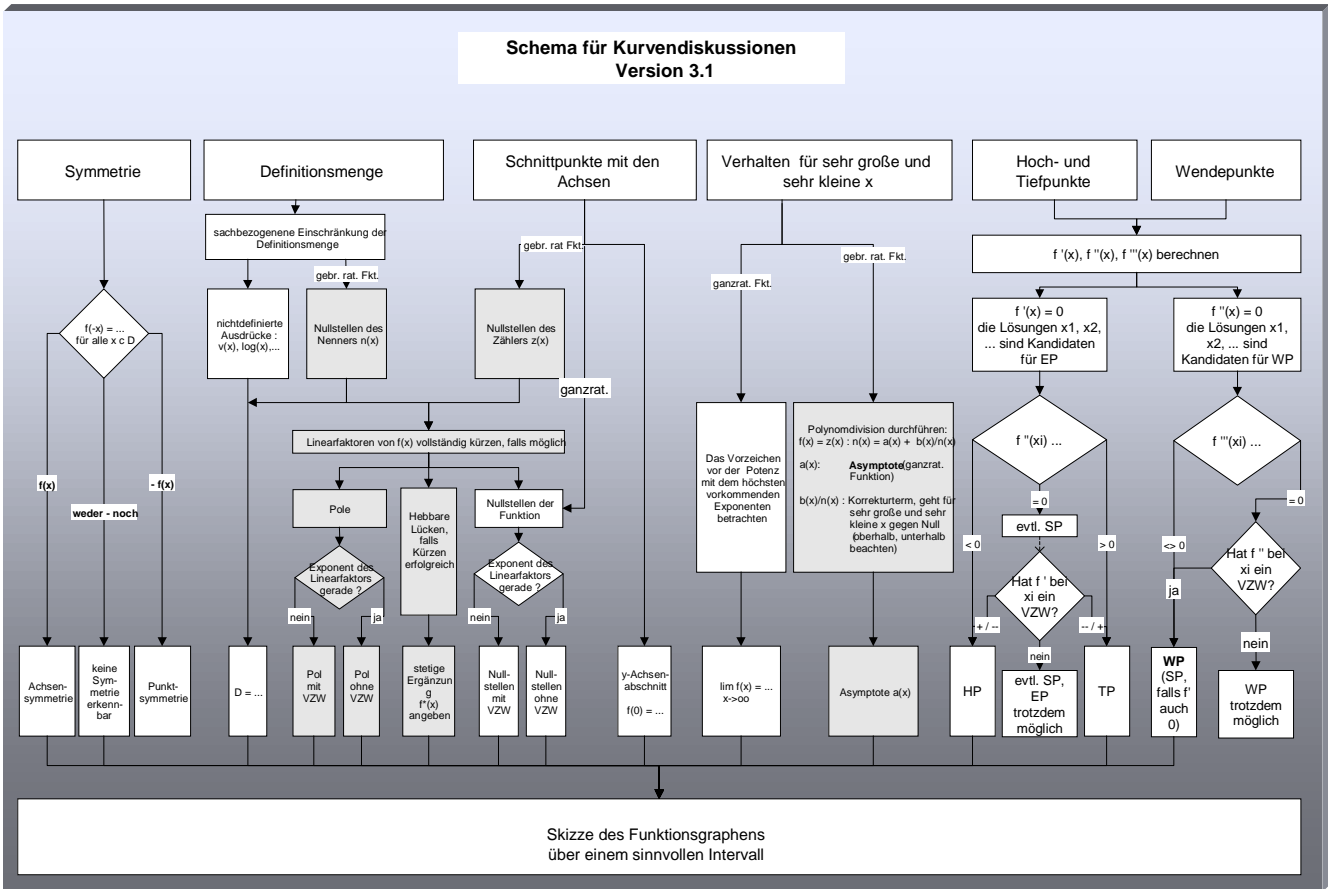 Schema für Kurvendiskussionen
Version 3.1
Symmetrie
Definitionsmenge
Schnittpunkte mit den
Achsen
Verhalten für sehr große und
sehr kleine x
Hoch- und
Tiefpunkte
Wendepunkte
sachbezogenene Einschränkung der
Definitionsmenge
gebr. rat. Fkt.
gebr. rat Fkt.
ganzrat. Fkt.
gebr. rat. Fkt.
f '(x), f ''(x), f '''(x) berechnen
f(-x) = ...
für alle x c D
nichtdefinierte
Ausdrücke :
v(x), log(x),...
Nullstellen des
Nenners n(x)
Nullstellen des
Zählers z(x)
ganzrat.
f '(x) = 0
die Lösungen x1, x2,
... sind Kandidaten
für EP
f ''(x) = 0
die Lösungen x1,
x2, ... sind
Kandidaten für WP
Linearfaktoren von f(x) vollständig kürzen, falls möglich
Das Vorzeichen
vor der Potenz
mit dem höchsten
vorkommenden
Exponenten
betrachten
Polynomdivision durchführen:
f(x) = z(x) : n(x) = a(x) + b(x)/n(x)
a(x): Asymptote (ganzrat.
Funktion)
b(x)/n(x) : Korrekturterm, geht für
sehr große und sehr
kleine x gegen Null
(oberhalb, unterhalb
beachten)
f ''(xi) ...
f '''(xi) ...
f(x)
weder - noch
- f(x)
Pole
Hebbare
Lücken,
falls
Kürzen
erfolgreich
Nullstellen der
Funktion
Exponent des
Linearfaktors
gerade ?
Exponent des
Linearfaktors
gerade ?
nein
ja
nein
ja
= 0
evtl. SP
< 0
> 0
Hat f ' bei
xi ein
VZW?
+ / --
-- / +
nein
= 0
<> 0
Hat f '' bei
xi ein
VZW?
ja
nein
Achsen-
symmetrie
keine
Sym-
metrie
erkenn-
bar
Punkt-
symmetrie
D = ...
Pol
mit
VZW
Pol
ohne
VZW
stetige
Ergänzun
g
f*(x)
angeben
Null-
stellen
mit
VZW
Null-
stellen
ohne VZW
y-Achsen-
abschnitt
f(0) = ...
lim f(x) = ...
x->oo
Asymptote a(x)
HP
evtl. SP,
EP
trotzdem
möglich
TP
WP
(SP,
falls f'
auch
0)
WP
trotzdem
möglich
Skizze des Funktionsgraphens
über einem sinnvollen Intervall